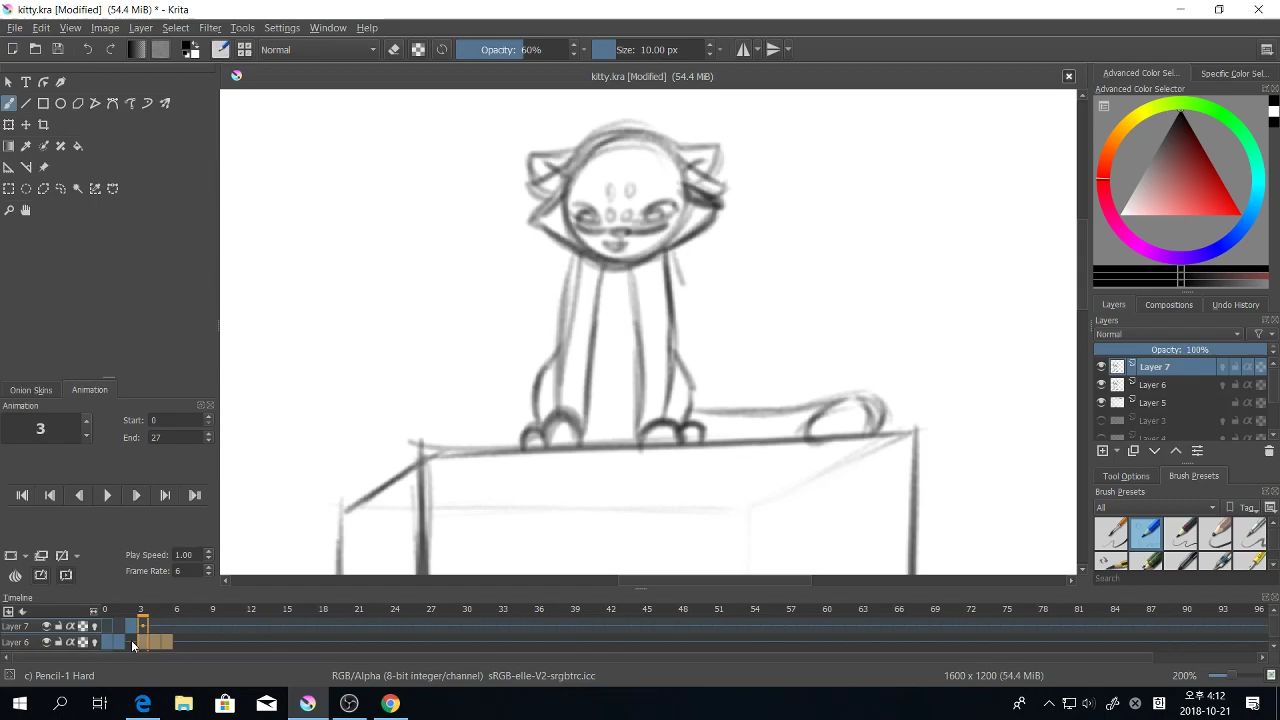 kitty.kra [Modified] (54.4 MiB) * - Krita
File Edit View Image Layer Select Filter Tools Settings Window Help
Normal Opacity: 60% Size: 10.00 px
kitty.kra [Modified] (54.4 MiB)
Advanced Color Sel... Specific Color Sel...
Advanced Color Selector
Layers Compositions Undo History
Layers
Normal
Opacity: 100%
Layer 7
Layer 6
Layer 5
Layer 4
Onion Skins Animation
Animation
3 Start: 0
End: 27
Play Speed: 1.00
Frame Rate: 6
Tool Options Brush Presets
Brush Presets
All Tag
Search
Timeline
0 3 6 9 12 15 18 21 24 27 30 33 36 39 42 45 48 51 54 57 60 63 66 69 72 75 78 81 84 87 90 93 96
Layer 7
Layer 6
c) Pencil-1 Hard RGB/Alpha (8-bit integer/channel) sRGB-elle-V2-srgbtrc.icc 1600 x 1200 (54.4 MiB) 200%
오후 4:12
2018-10-21